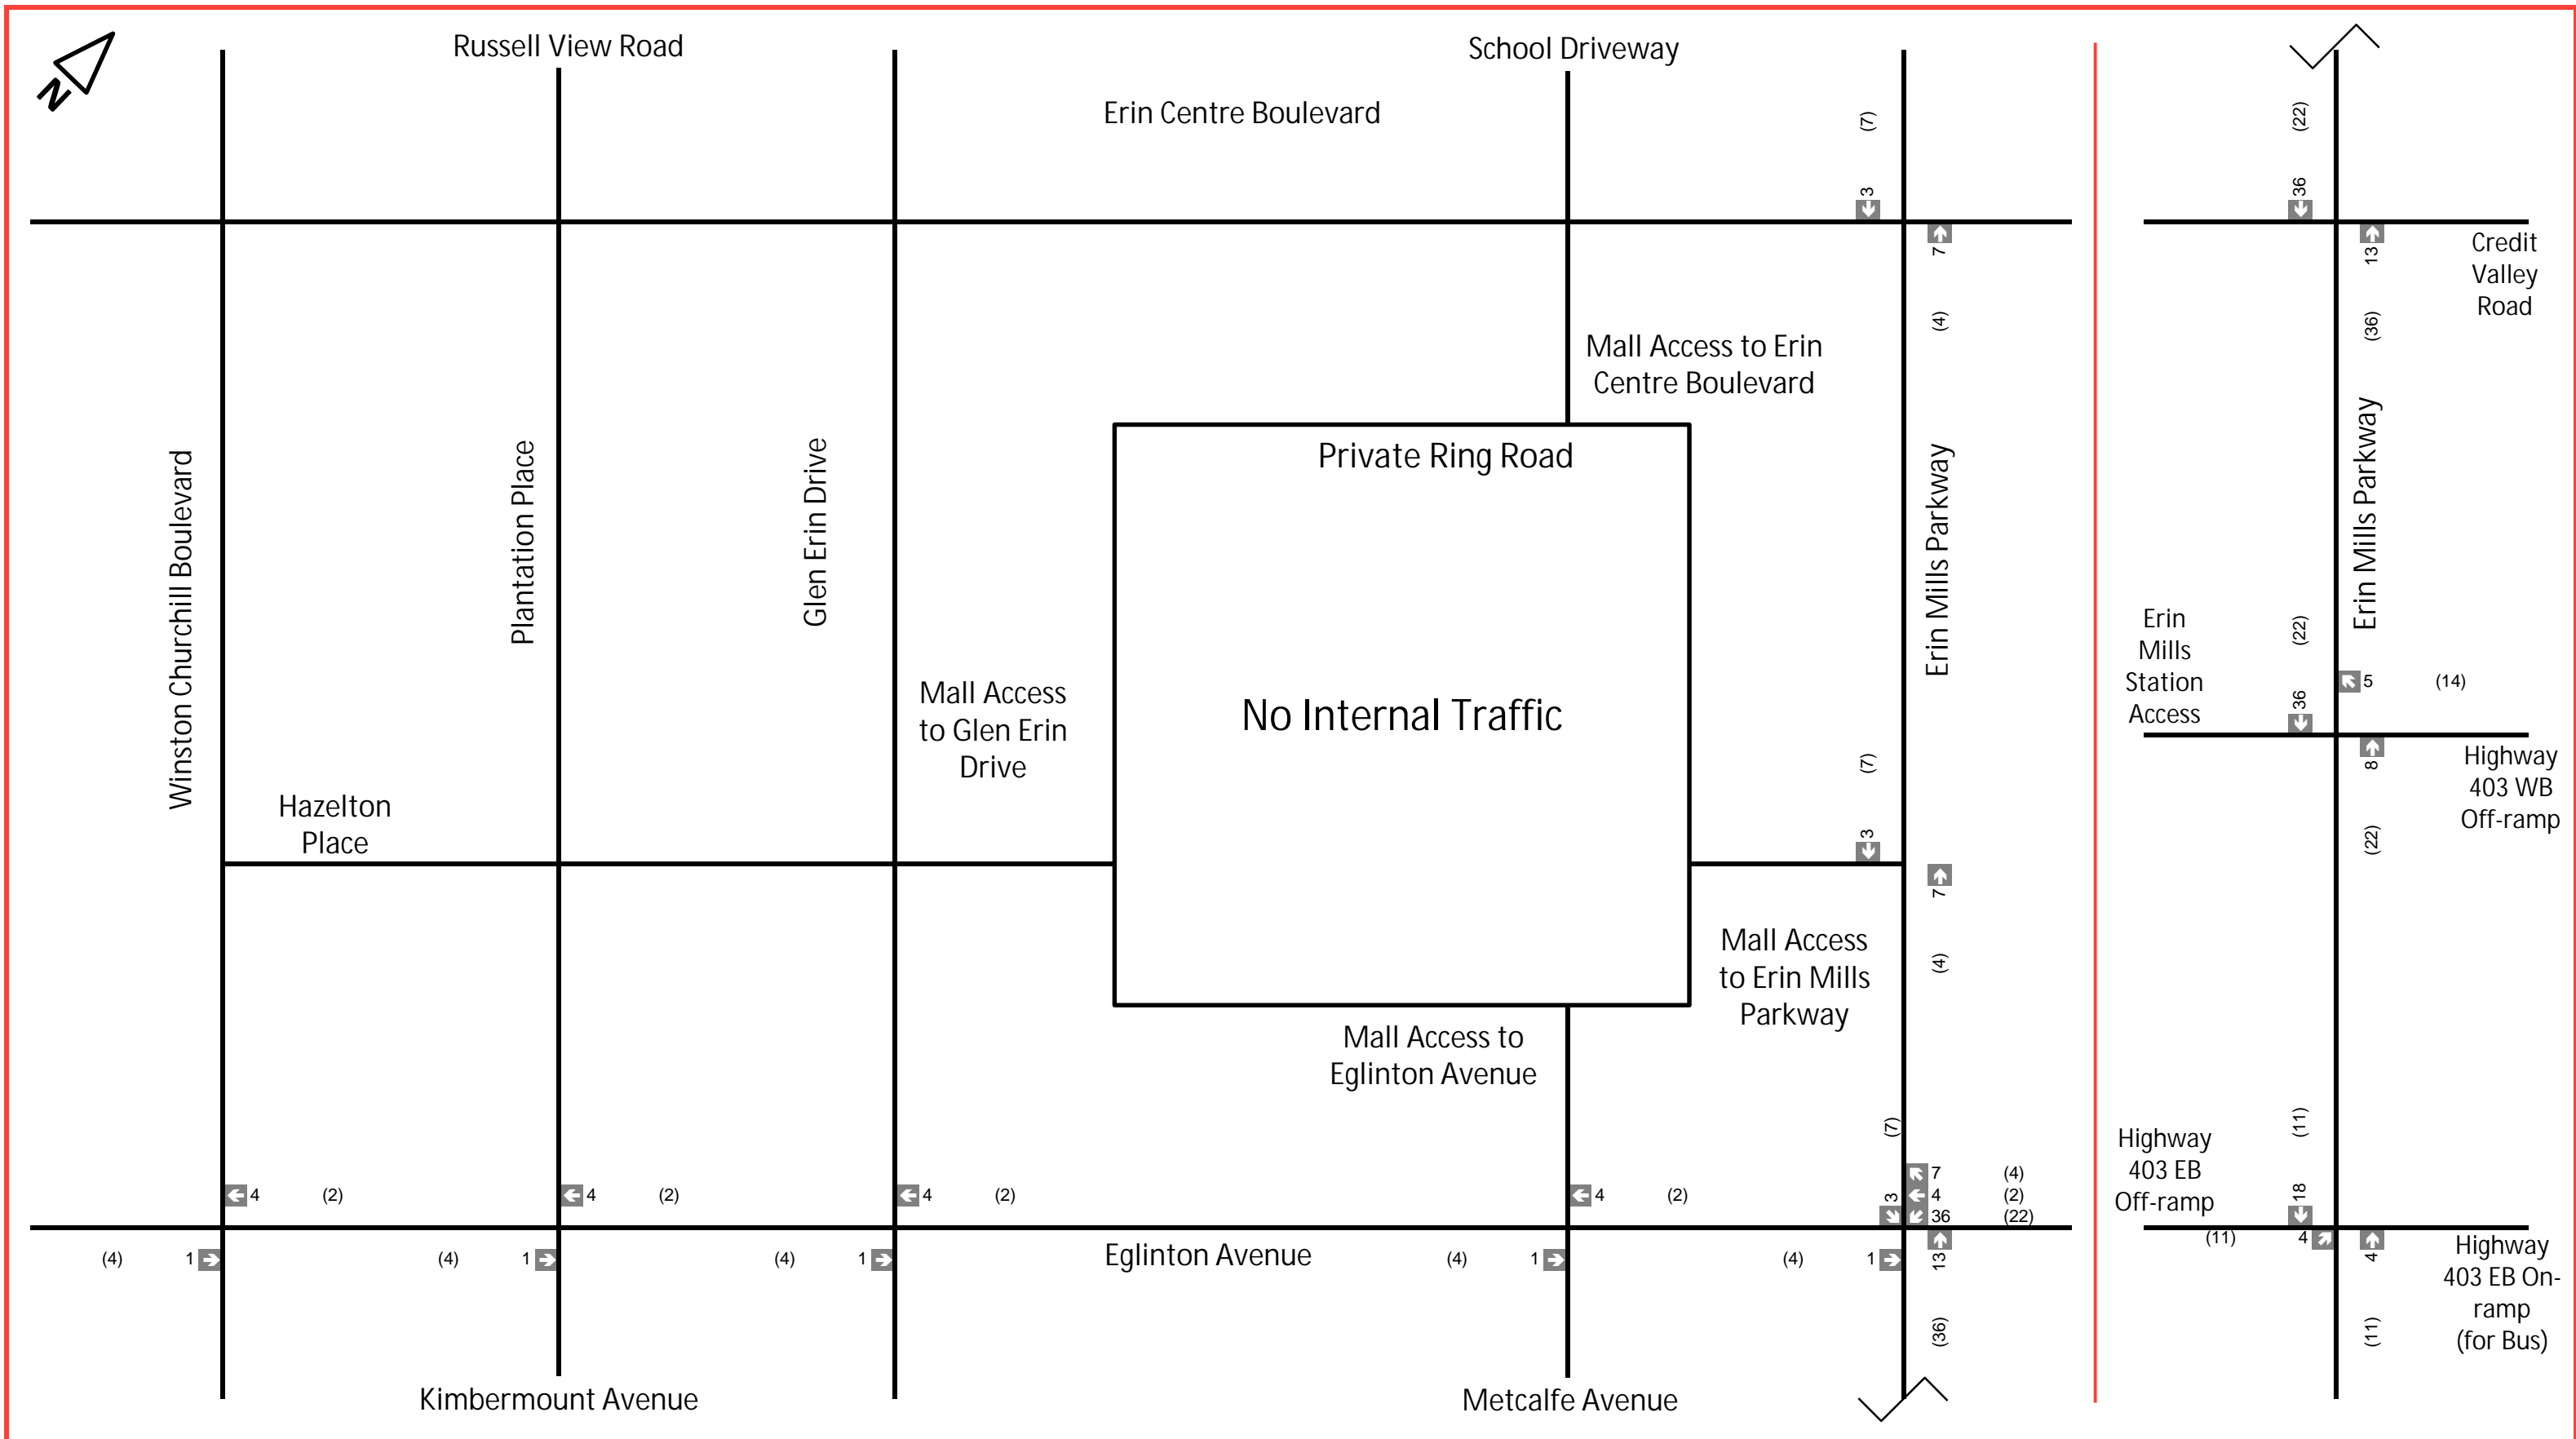 N
Russell View Road
School Driveway
Erin Centre Boulevard
(7)
3
7
(4)
(22)
36
13
(36)
Credit
Valley
Road
Mall Access to Erin
Centre Boulevard
Winston Churchill Boulevard
Plantation Place
Glen Erin Drive
Private Ring Road
Erin Mills Parkway
Erin Mills Parkway
Mall Access
to Glen Erin
Drive
No Internal Traffic
Erin
Mills
Station
Access
(22)
36
5 (14)
8
(22)
Highway
403 WB
Off-ramp
Hazelton
Place
(7)
3
7
(4)
Mall Access
to Erin Mills
Parkway
Mall Access to
Eglinton Avenue
4 (2)
4 (2)
4 (2)
4 (2)
(7)
3
7 (4)
4 (2)
36 (22)
(4) 1
(4) 1
(4) 1
Eglinton Avenue
(4) 1
(4) 1
13
(36)
Highway
403 EB
Off-ramp
(11)
18
(11) 4
4
(11)
Highway
403 EB On-
ramp
(for Bus)
Kimbermount Avenue
Metcalfe Avenue